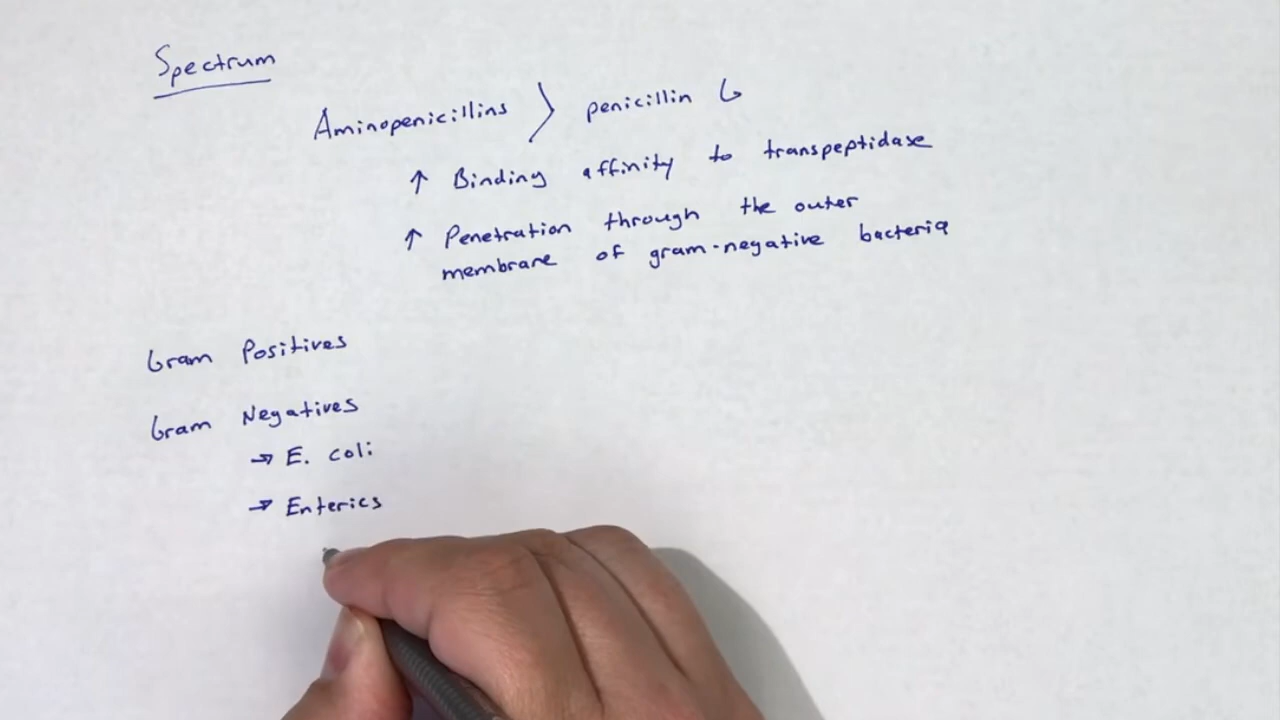 Spectrum
Aminopenicillins > penicillin G
↑ Binding affinity to transpeptidase
↑ Penetration through the outer
membrane of gram-negative bacteria
Gram Positives
Gram Negatives
→ E. coli
→ Enterics